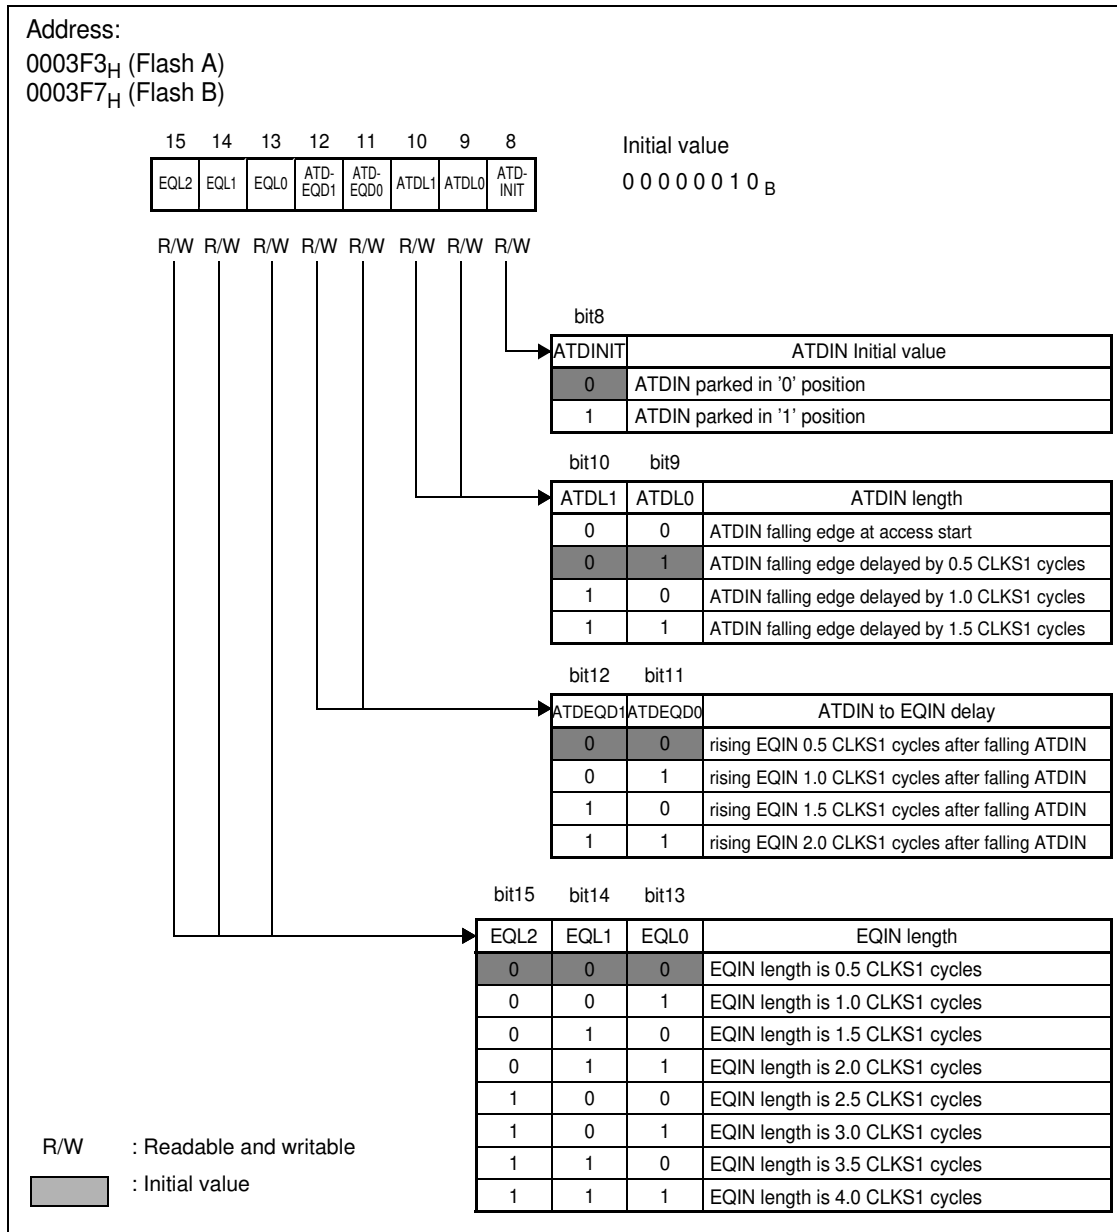 Address:
0003F3H (Flash A)
0003F7H (Flash B)
15 14 13 12 11 10 9 8
Initial value
EQL2 EQL1 EQL0 ATD-EQD1 ATD-EQD0 ATDL1 ATDL0 ATD-INIT
0 0 0 0 0 0 1 0 B
R/W R/W R/W R/W R/W R/W R/W R/W
bit8
ATDINIT ATDIN Initial value
0 ATDIN parked in '0' position
1 ATDIN parked in '1' position
bit10 bit9
ATDL1 ATDL0 ATDIN length
0 0 ATDIN falling edge at access start
0 1 ATDIN falling edge delayed by 0.5 CLKS1 cycles
1 0 ATDIN falling edge delayed by 1.0 CLKS1 cycles
1 1 ATDIN falling edge delayed by 1.5 CLKS1 cycles
bit12 bit11
ATDEQD1 ATDEQD0 ATDIN to EQIN delay
0 0 rising EQIN 0.5 CLKS1 cycles after falling ATDIN
0 1 rising EQIN 1.0 CLKS1 cycles after falling ATDIN
1 0 rising EQIN 1.5 CLKS1 cycles after falling ATDIN
1 1 rising EQIN 2.0 CLKS1 cycles after falling ATDIN
bit15 bit14 bit13
EQL2 EQL1 EQL0 EQIN length
0 0 0 EQIN length is 0.5 CLKS1 cycles
0 0 1 EQIN length is 1.0 CLKS1 cycles
0 1 0 EQIN length is 1.5 CLKS1 cycles
0 1 1 EQIN length is 2.0 CLKS1 cycles
1 0 0 EQIN length is 2.5 CLKS1 cycles
1 0 1 EQIN length is 3.0 CLKS1 cycles
1 1 0 EQIN length is 3.5 CLKS1 cycles
1 1 1 EQIN length is 4.0 CLKS1 cycles
R/W : Readable and writable
: Initial value